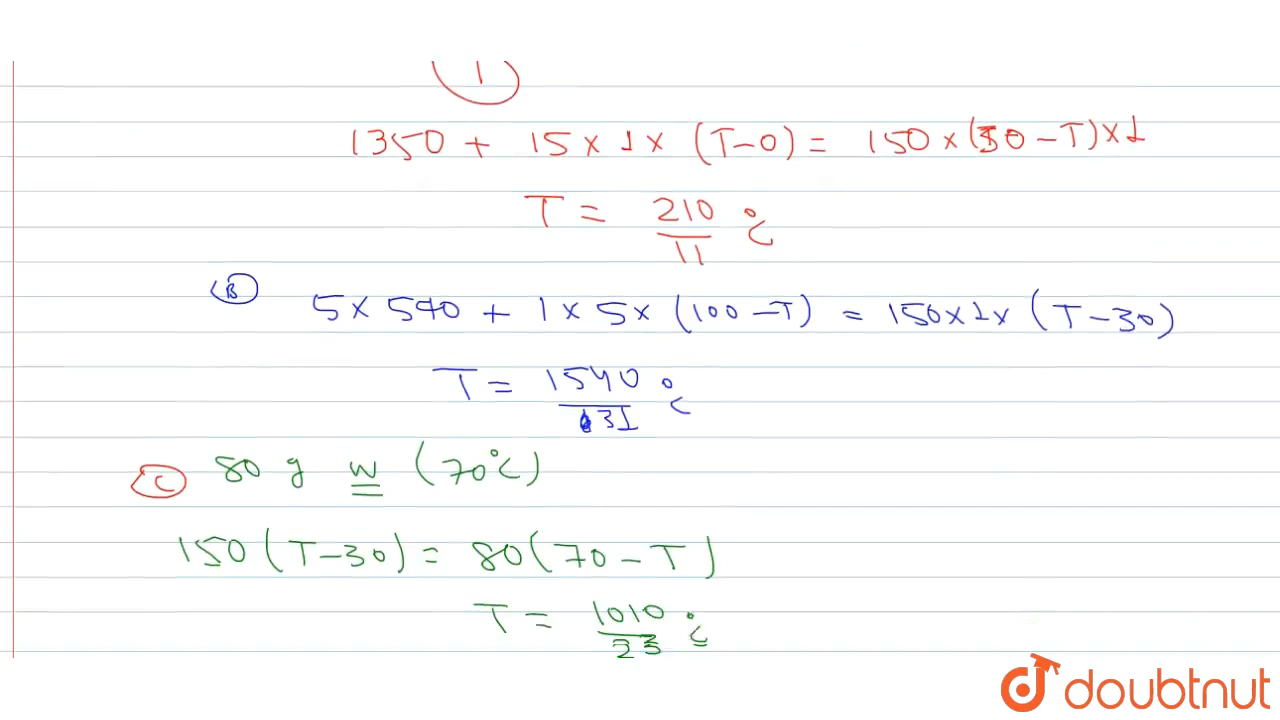 1
1350 + 15 × 1 × (T-0) = 150 × (30 - T) × 1
T = 210/11 °C
B 5 × 540 + 1 × 5 × (100 - T) = 150 × 1 × (T - 30)
T = 1540/31 °C
C 80 g w (70°C)
150 (T - 30) = 80 (70 - T)
T = 1010/23 °C
doubtnut